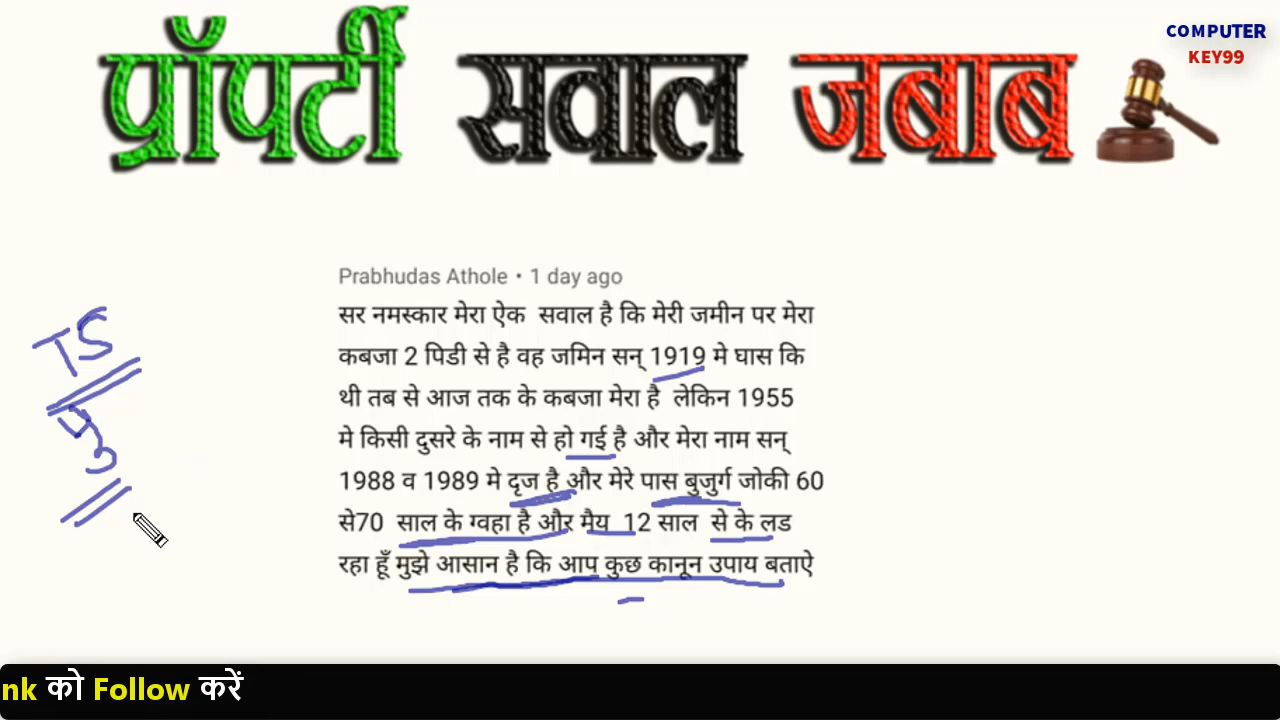 प्रॉपर्टी सवाल जबाब
COMPUTER
KEY99
Prabhudas Athole • 1 day ago
सर नमस्कार मेरा ऐक सवाल है कि मेरी जमीन पर मेरा
कबजा 2 पिडी से है वह जमिन सन् 1919 मे घास कि
थी तब से आज तक के कबजा मेरा है लेकिन 1955
मे किसी दुसरे के नाम से हो गई है और मेरा नाम सन्
1988 व 1989 मे दृज है और मेरे पास बुजुर्ग जोकी 60
से70 साल के ग्वहा है और मैय 12 साल से के लड
रहा हूँ मुझे आसान है कि आप कुछ कानून उपाय बताऐ
TS
nk को Follow करें